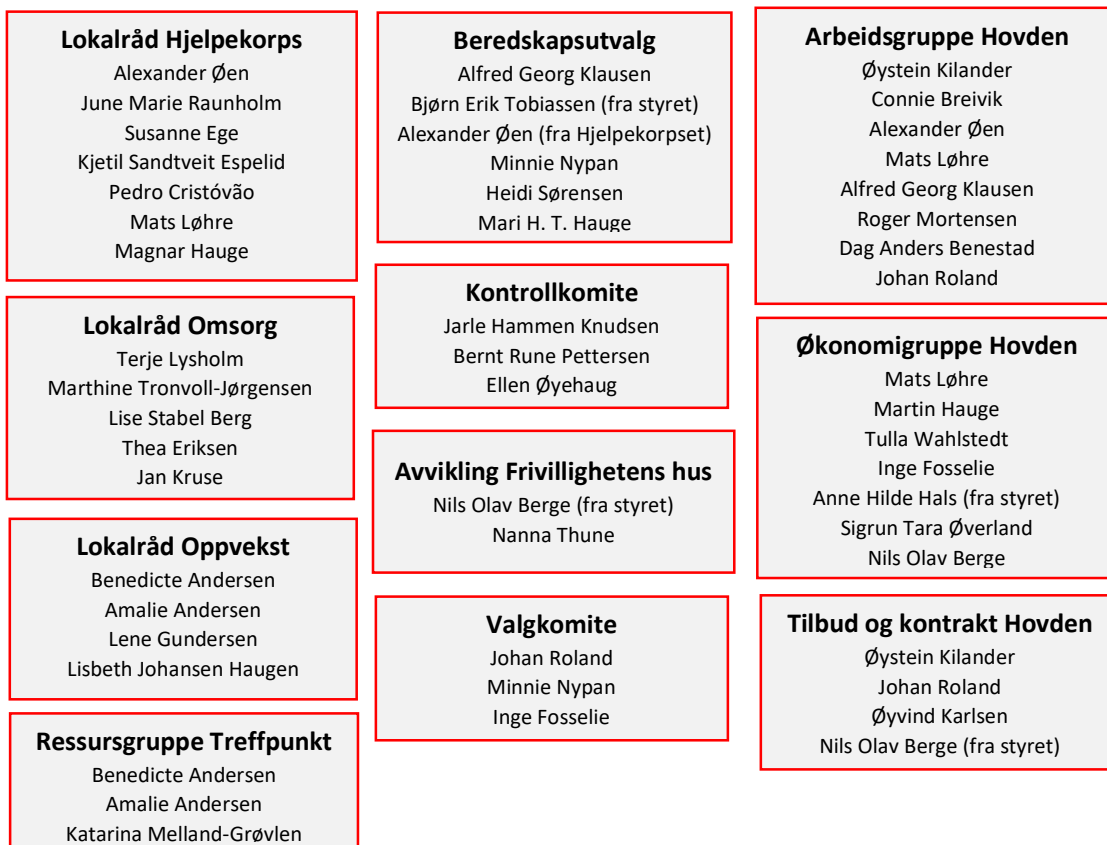 Lokalråd Hjelpekorps
Alexander Øen
June Marie Raunholm
Susanne Ege
Kjetil Sandtveit Espelid
Pedro Cristóvão
Mats Løhre
Magnar Hauge
Lokalråd Omsorg
Terje Lysholm
Marthine Tronvoll-Jørgensen
Lise Stabel Berg
Thea Eriksen
Jan Kruse
Lokalråd Oppvekst
Benedicte Andersen
Amalie Andersen
Lene Gundersen
Lisbeth Johansen Haugen
Ressursgruppe Treffpunkt
Benedicte Andersen
Amalie Andersen
Katarina Melland-Grøvlen
Beredskapsutvalg
Alfred Georg Klausen
Bjørn Erik Tobiassen (fra styret)
Alexander Øen (fra Hjelpekorpset)
Minnie Nypan
Heidi Sørensen
Mari H. T. Hauge
Kontrollkomite
Jarle Hammen Knudsen
Bernt Rune Pettersen
Ellen Øyehaug
Avvikling Frivillighetens hus
Nils Olav Berge (fra styret)
Nanna Thune
Valgkomite
Johan Roland
Minnie Nypan
Inge Fosselie
Arbeidsgruppe Hovden
Øystein Kilander
Connie Breivik
Alexander Øen
Mats Løhre
Alfred Georg Klausen
Roger Mortensen
Dag Anders Benestad
Johan Roland
Økonomigruppe Hovden
Mats Løhre
Martin Hauge
Tulla Wahlstedt
Inge Fosselie
Anne Hilde Hals (fra styret)
Sigrun Tara Øverland
Nils Olav Berge
Tilbud og kontrakt Hovden
Øystein Kilander
Johan Roland
Øyvind Karlsen
Nils Olav Berge (fra styret)